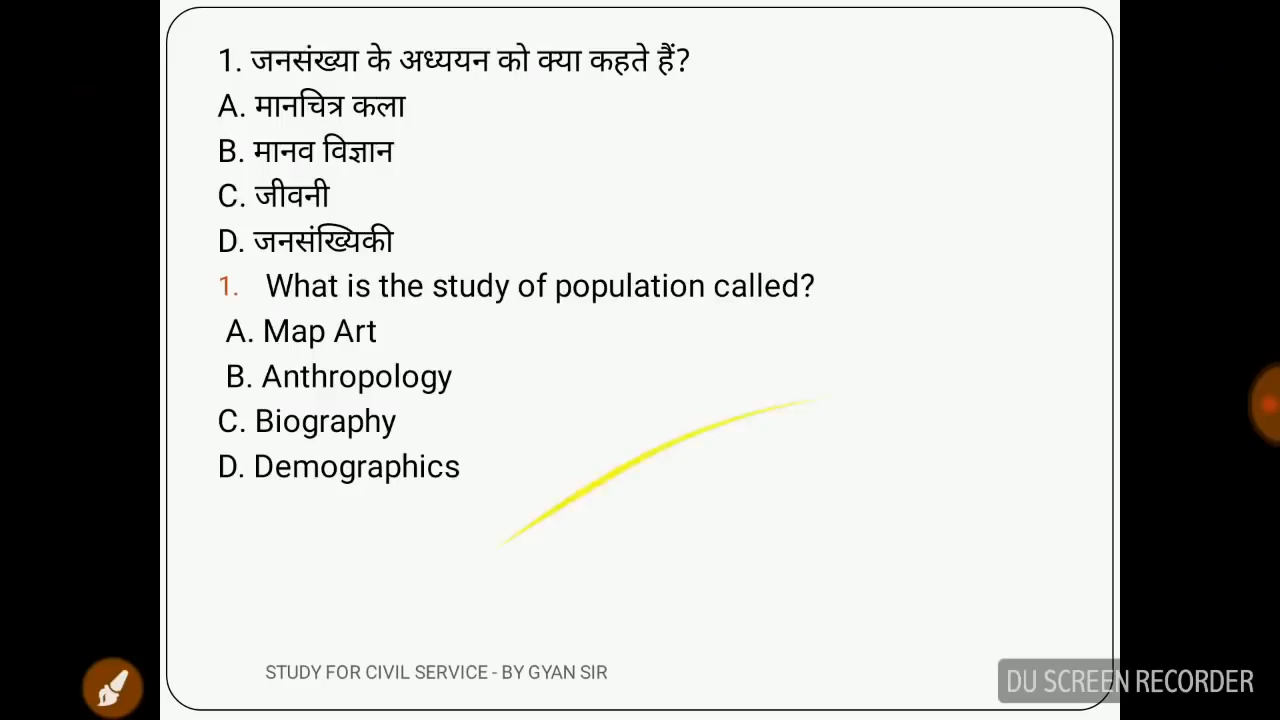 1. जनसंख्या के अध्ययन को क्या कहते हैं?
A. मानचित्र कला
B. मानव विज्ञान
C. जीवनी
D. जनसंख्यिकी
1. What is the study of population called?
A. Map Art
B. Anthropology
C. Biography
D. Demographics
STUDY FOR CIVIL SERVICE - BY GYAN SIR
DU SCREEN RECORDER